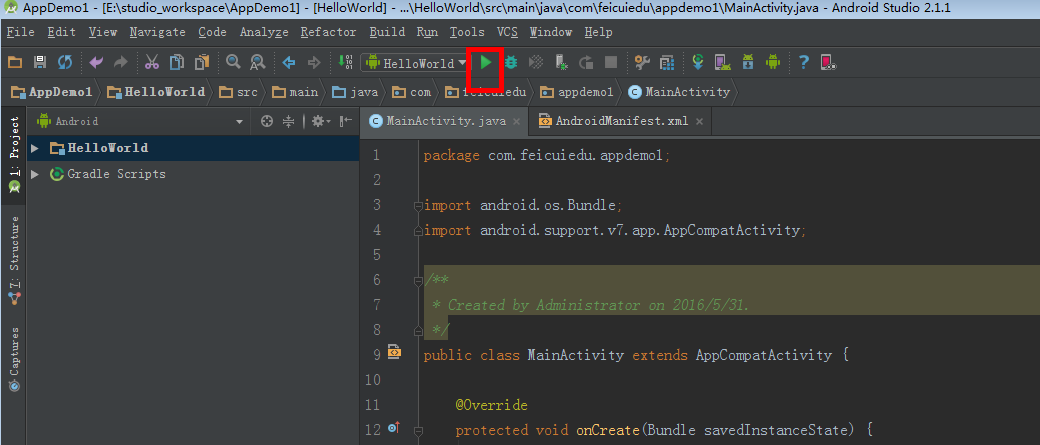 AppDemo1 - [E:\studio_workspace\AppDemo1] - [HelloWorld] - ...\HelloWorld\src\main\java\com\feicuiedu\appdemo1\MainActivity.java - Android Studio 2.1.1
File Edit View Navigate Code Analyze Refactor Build Run Tools VCS Window Help
HelloWorld
AppDemo1 HelloWorld src main java com feicuiedu appdemo1 MainActivity
1: Project
Android
MainActivity.java
AndroidManifest.xml
HelloWorld
Gradle Scripts
7: Structure
Captures
1 package com.feicuiedu.appdemo1;
2
3 import android.os.Bundle;
4 import android.support.v7.app.AppCompatActivity;
5
6 /**
7 * Created by Administrator on 2016/5/31.
8 */
9 public class MainActivity extends AppCompatActivity {
10
11 @Override
12 protected void onCreate(Bundle savedInstanceState) {